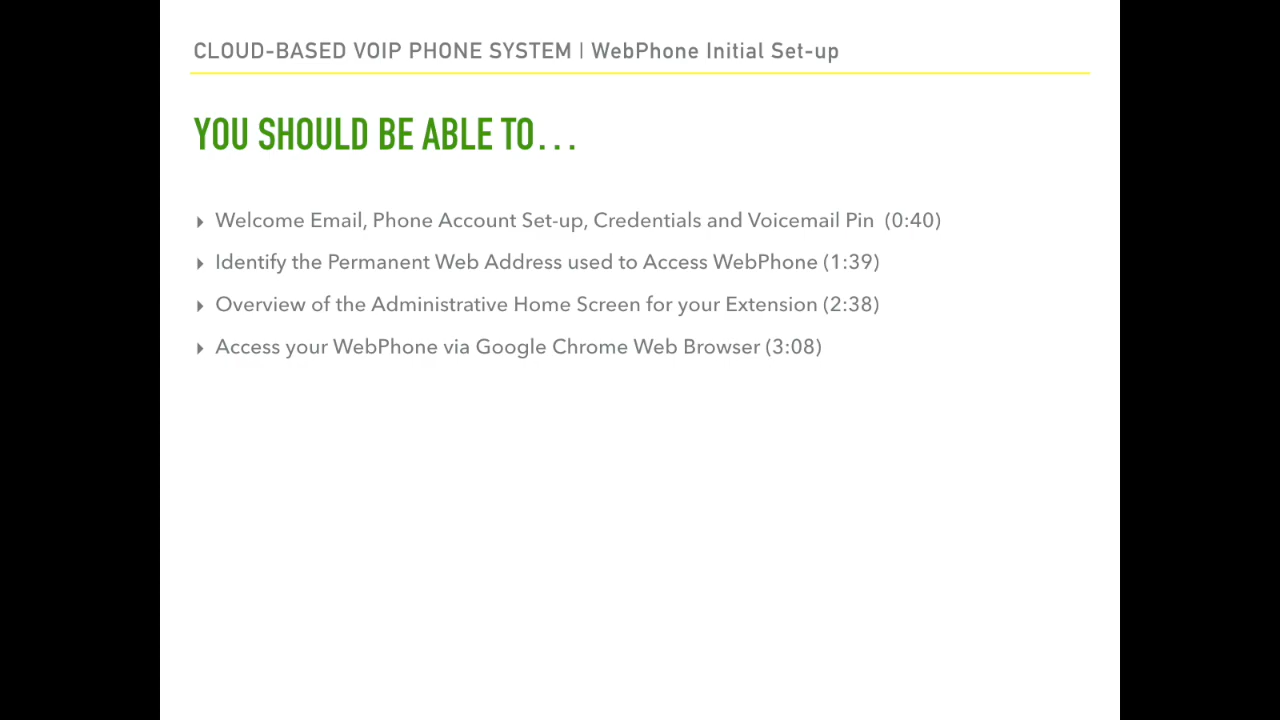 CLOUD-BASED VOIP PHONE SYSTEM | WebPhone Initial Set-up
YOU SHOULD BE ABLE TO...
▸ Welcome Email, Phone Account Set-up, Credentials and Voicemail Pin (0:40)
▸ Identify the Permanent Web Address used to Access WebPhone (1:39)
▸ Overview of the Administrative Home Screen for your Extension (2:38)
▸ Access your WebPhone via Google Chrome Web Browser (3:08)